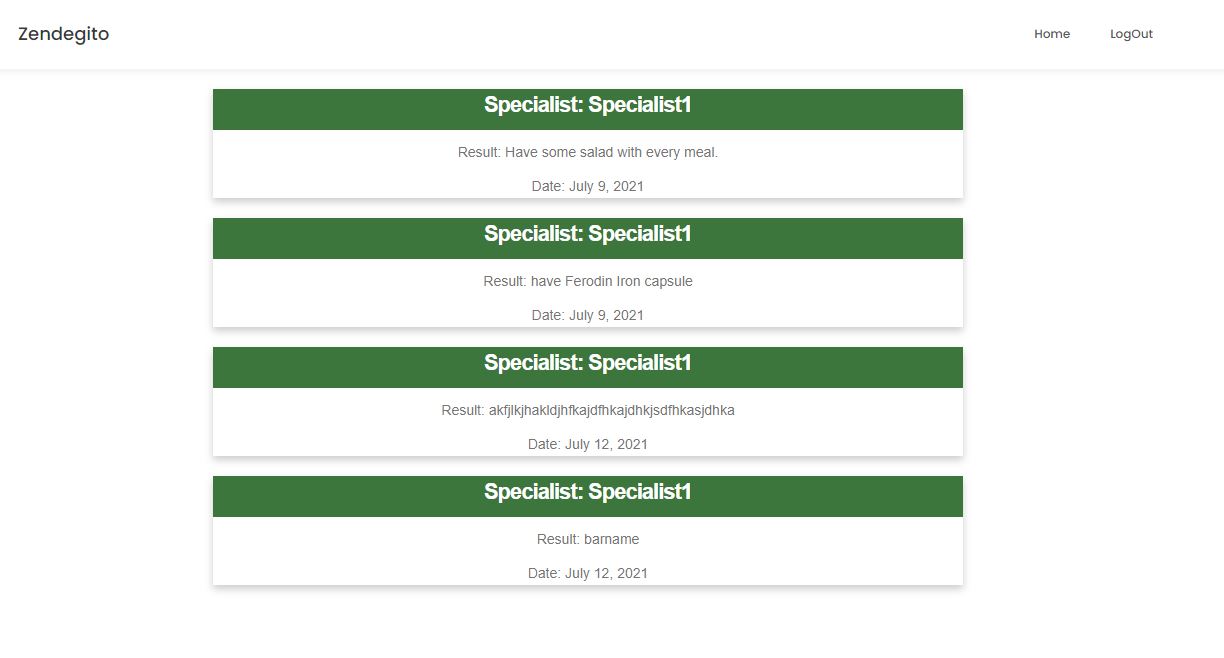 Zendegito
Home
LogOut
Specialist: Specialist1
Result: Have some salad with every meal.
Date: July 9, 2021
Specialist: Specialist1
Result: have Ferodin Iron capsule
Date: July 9, 2021
Specialist: Specialist1
Result: akfjlkjhakldjhfkajdfhkajdhkjsdfhkasjdhka
Date: July 12, 2021
Specialist: Specialist1
Result: barname
Date: July 12, 2021